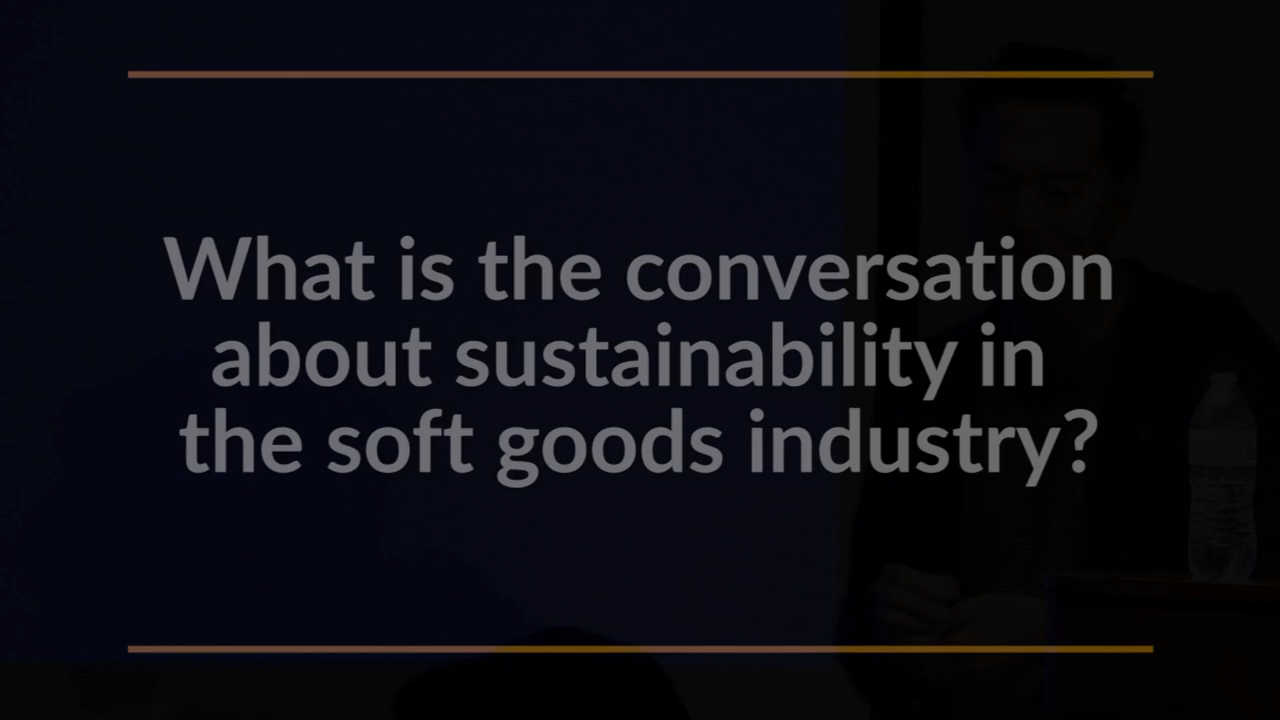 What is the conversation
about sustainability in
the soft goods industry?